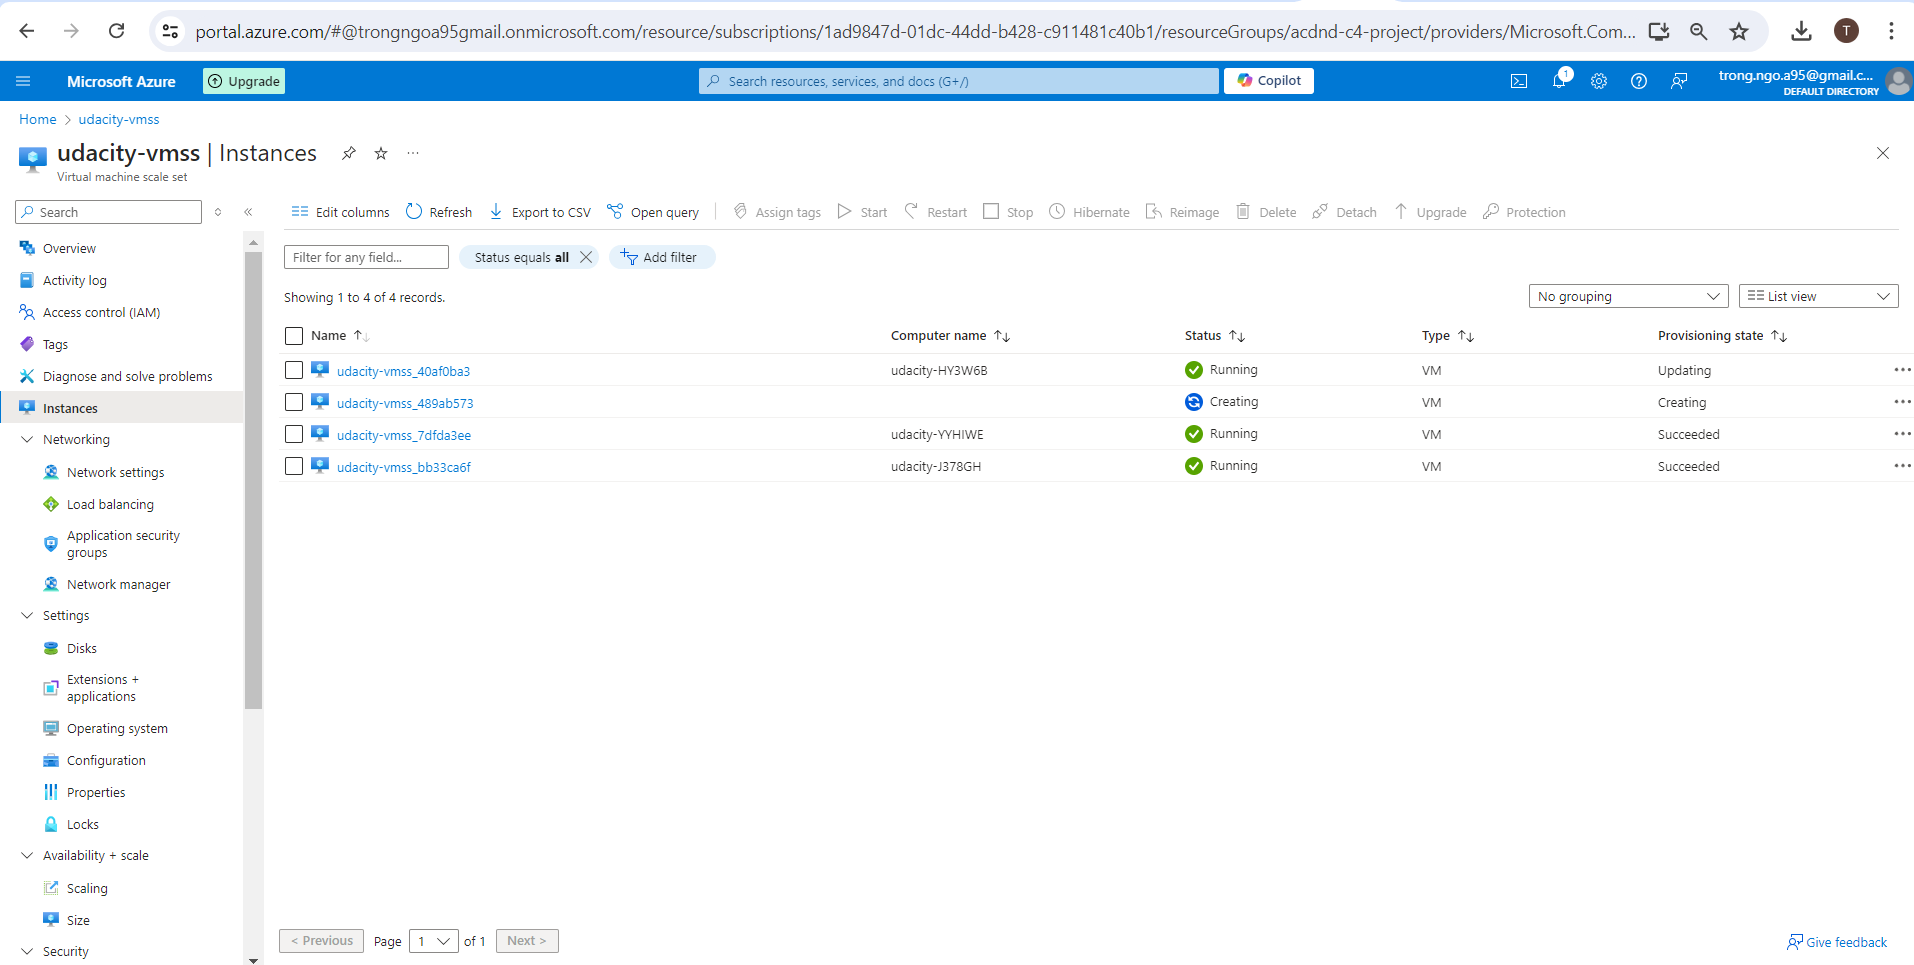 portal.azure.com/#@trongngoa95gmail.onmicrosoft.com/resource/subscriptions/1ad9847d-01dc-44dd-b428-c911481c40b1/resourceGroups/acdnd-c4-project/providers/Microsoft.Com...
T
Microsoft Azure
Upgrade
Search resources, services, and docs (G+/)
Copilot
1
trong.ngo.a95@gmail.c...
DEFAULT DIRECTORY
Home > udacity-vmss
udacity-vmss | Instances
...
Virtual machine scale set
Search
Edit columns Refresh Export to CSV Open query Assign tags Start Restart Stop Hibernate Reimage Delete Detach Upgrade Protection
Overview
Activity log
Access control (IAM)
Tags
Diagnose and solve problems
Instances
Networking
Network settings
Load balancing
Application security
groups
Network manager
Settings
Disks
Extensions +
applications
Operating system
Configuration
Properties
Locks
Availability + scale
Scaling
Size
Security
Filter for any field...
Status equals all
Add filter
Showing 1 to 4 of 4 records.
No grouping
List view
Name Computer name Status Type Provisioning state
udacity-vmss_40af0ba3 udacity-HY3W6B Running VM Updating
udacity-vmss_489ab573 Creating VM Creating
udacity-vmss_7dfda3ee udacity-YYHIWE Running VM Succeeded
udacity-vmss_bb33ca6f udacity-J378GH Running VM Succeeded
< Previous Page 1 of 1 Next >
Give feedback